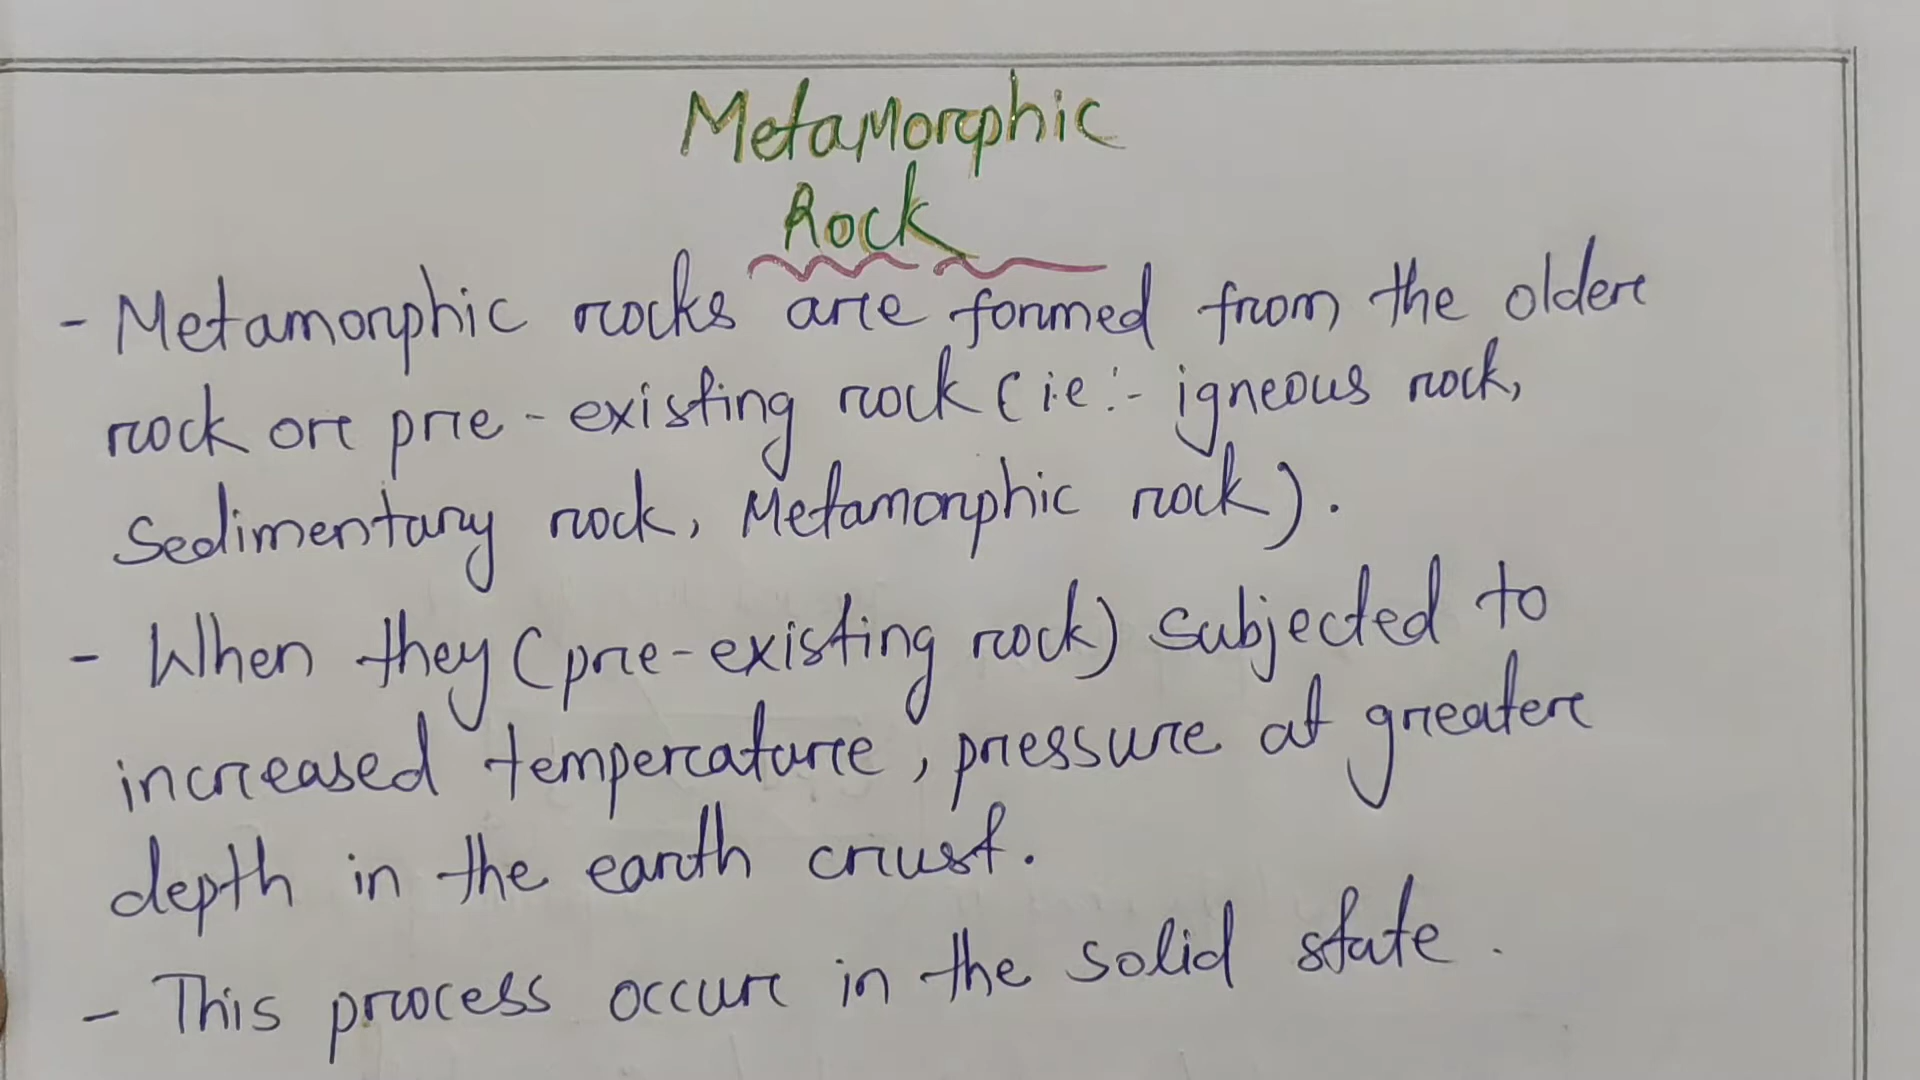 Metamorphic
Rock
- Metamorphic rocks are formed from the older
rock or pre-existing rock (i.e:- igneous rock,
Sedimentary rock, Metamorphic rock).
- When they (pre-existing rock) subjected to
increased temperature, pressure at greater
depth in the earth crust.
- This process occur in the solid state.